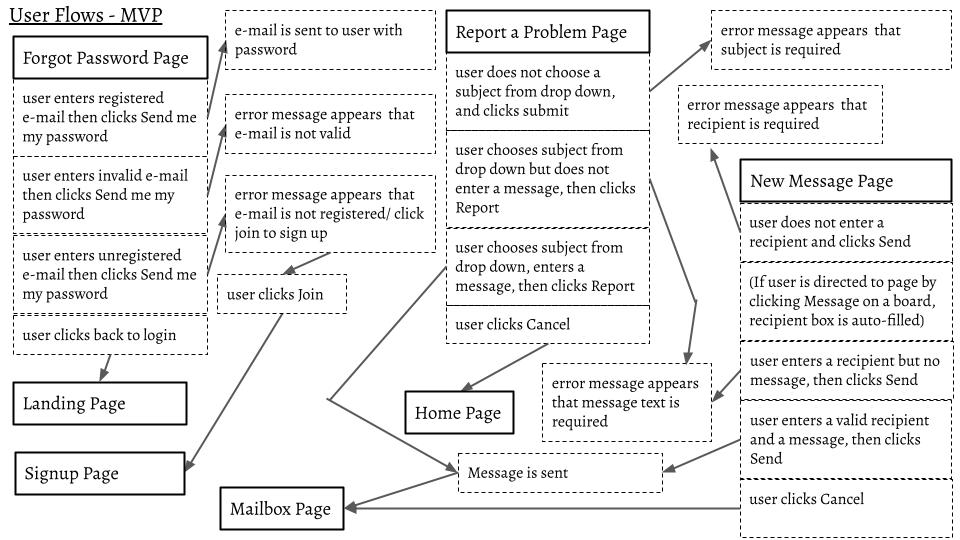 User Flows - MVP
Forgot Password Page
user enters registered
e-mail then clicks Send me
my password
user enters invalid e-mail
then clicks Send me my
password
user enters unregistered
e-mail then clicks Send me
my password
user clicks back to login
Landing Page
Signup Page
e-mail is sent to user with
password
error message appears that
e-mail is not valid
error message appears that
e-mail is not registered/ click
join to sign up
user clicks Join
Mailbox Page
Report a Problem Page
user does not choose a
subject from drop down,
and clicks submit
user chooses subject from
drop down but does not
enter a message, then clicks
Report
user chooses subject from
drop down, enters a
message, then clicks Report
user clicks Cancel
Home Page
error message appears
that message text is
required
Message is sent
error message appears that
subject is required
error message appears that
recipient is required
New Message Page
user does not enter a
recipient and clicks Send
(If user is directed to page by
clicking Message on a board,
recipient box is auto-filled)
user enters a recipient but no
message, then clicks Send
user enters a valid recipient
and a message, then clicks
Send
user clicks Cancel